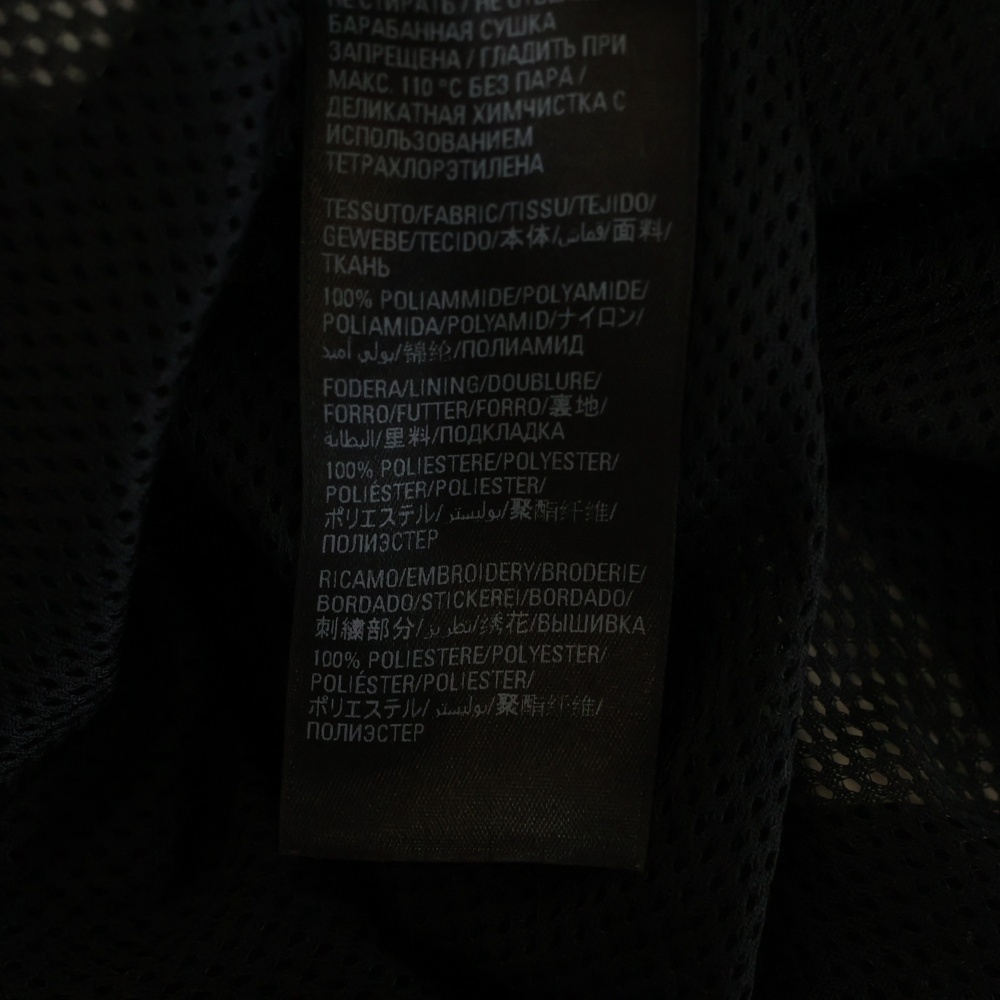 НЕ СТИРАТЬ / НЕ
БАРАБАННАЯ СУШКА
ЗАПРЕЩЕНА / ГЛАДИТЬ ПРИ
МАКС. 110 °C БЕЗ ПАРА /
ДЕЛИКАТНАЯ ХИМЧИСТКА С
ИСПОЛЬЗОВАНИЕМ
ТЕТРАХЛОРЭТИЛЕНА
TESSUTO/FABRIC/TISSU/TEJIDO/
GEWEBE/TECIDO/本体/قماش/面料/
ТКАНЬ
100% POLIAMMIDE/POLYAMIDE/
POLIAMIDA/POLYAMID/ナイロン/
بولي أميد/锦纶/ПОЛИАМИД
FODERA/LINING/DOUBLURE/
FORRO/FUTTER/FORRO/裏地/
البطانة/里料/ПОДКЛАДКА
100% POLIESTERE/POLYESTER/
POLIÉSTER/POLIESTER/
ポリエステル/بوليستر/聚酯纤维/
ПОЛИЭСТЕР
RICAMO/EMBROIDERY/BRODERIE/
BORDADO/STICKEREI/BORDADO/
刺繍部分/تطريز/绣花/ВЫШИВКА
100% POLIESTERE/POLYESTER/
POLIÉSTER/POLIESTER/
ポリエステル/بوليستر/聚酯纤维/
ПОЛИЭСТЕР